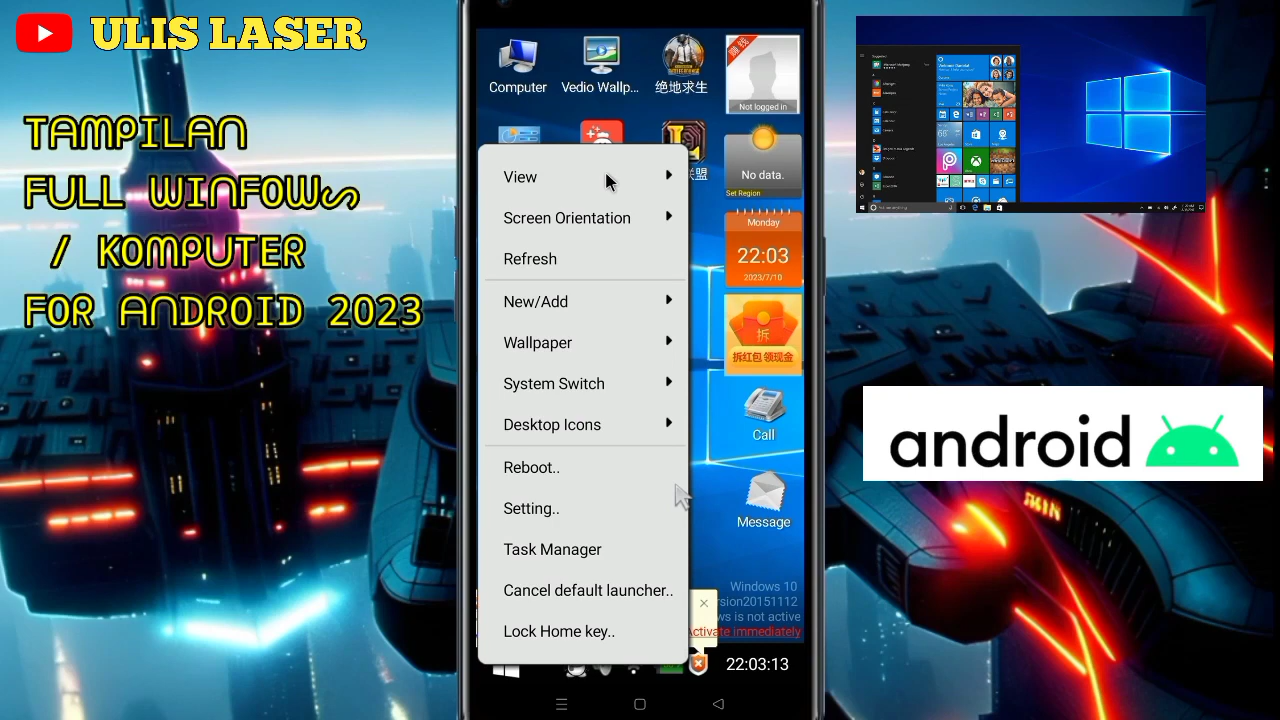 ULIS LASER
TAMPILAN
FULL WINFOWs
/ KOMPUTER
FOR ANDROID 2023
Computer
Vedio Wallp...
绝地求生
赚钱
Not logged in
No data.
Set Region
Monday
22:03
2023/7/10
拆
拆红包 领现金
Call
Message
View
Screen Orientation
Refresh
New/Add
Wallpaper
System Switch
Desktop Icons
Reboot..
Setting..
Task Manager
Cancel default launcher..
Lock Home key..
Windows 10
rsion20151112
ws is not active
Activate immediately
22:03:13
android